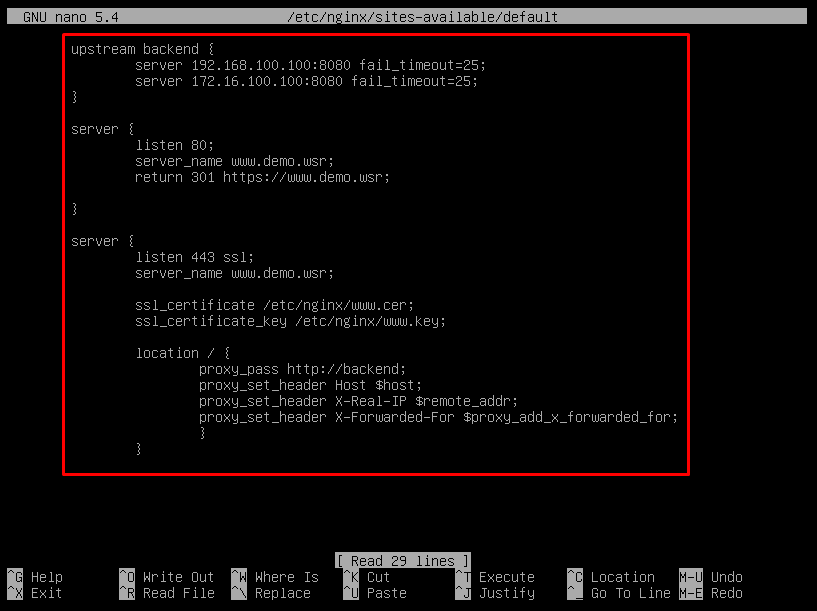 GNU nano 5.4 /etc/nginx/sites-available/default
upstream backend {
server 192.168.100.100:8080 fail_timeout=25;
server 172.16.100.100:8080 fail_timeout=25;
}
server {
listen 80;
server_name www.demo.wsr;
return 301 https://www.demo.wsr;
}
server {
listen 443 ssl;
server_name www.demo.wsr;
ssl_certificate /etc/nginx/www.cer;
ssl_certificate_key /etc/nginx/www.key;
location / {
proxy_pass http://backend;
proxy_set_header Host $host;
proxy_set_header X-Real-IP $remote_addr;
proxy_set_header X-Forwarded-For $proxy_add_x_forwarded_for;
}
}
[ Read 29 lines ]
^G Help ^O Write Out ^W Where Is ^K Cut ^T Execute ^C Location M-U Undo
^X Exit ^R Read File ^\ Replace ^U Paste ^J Justify ^_ Go To Line M-E Redo